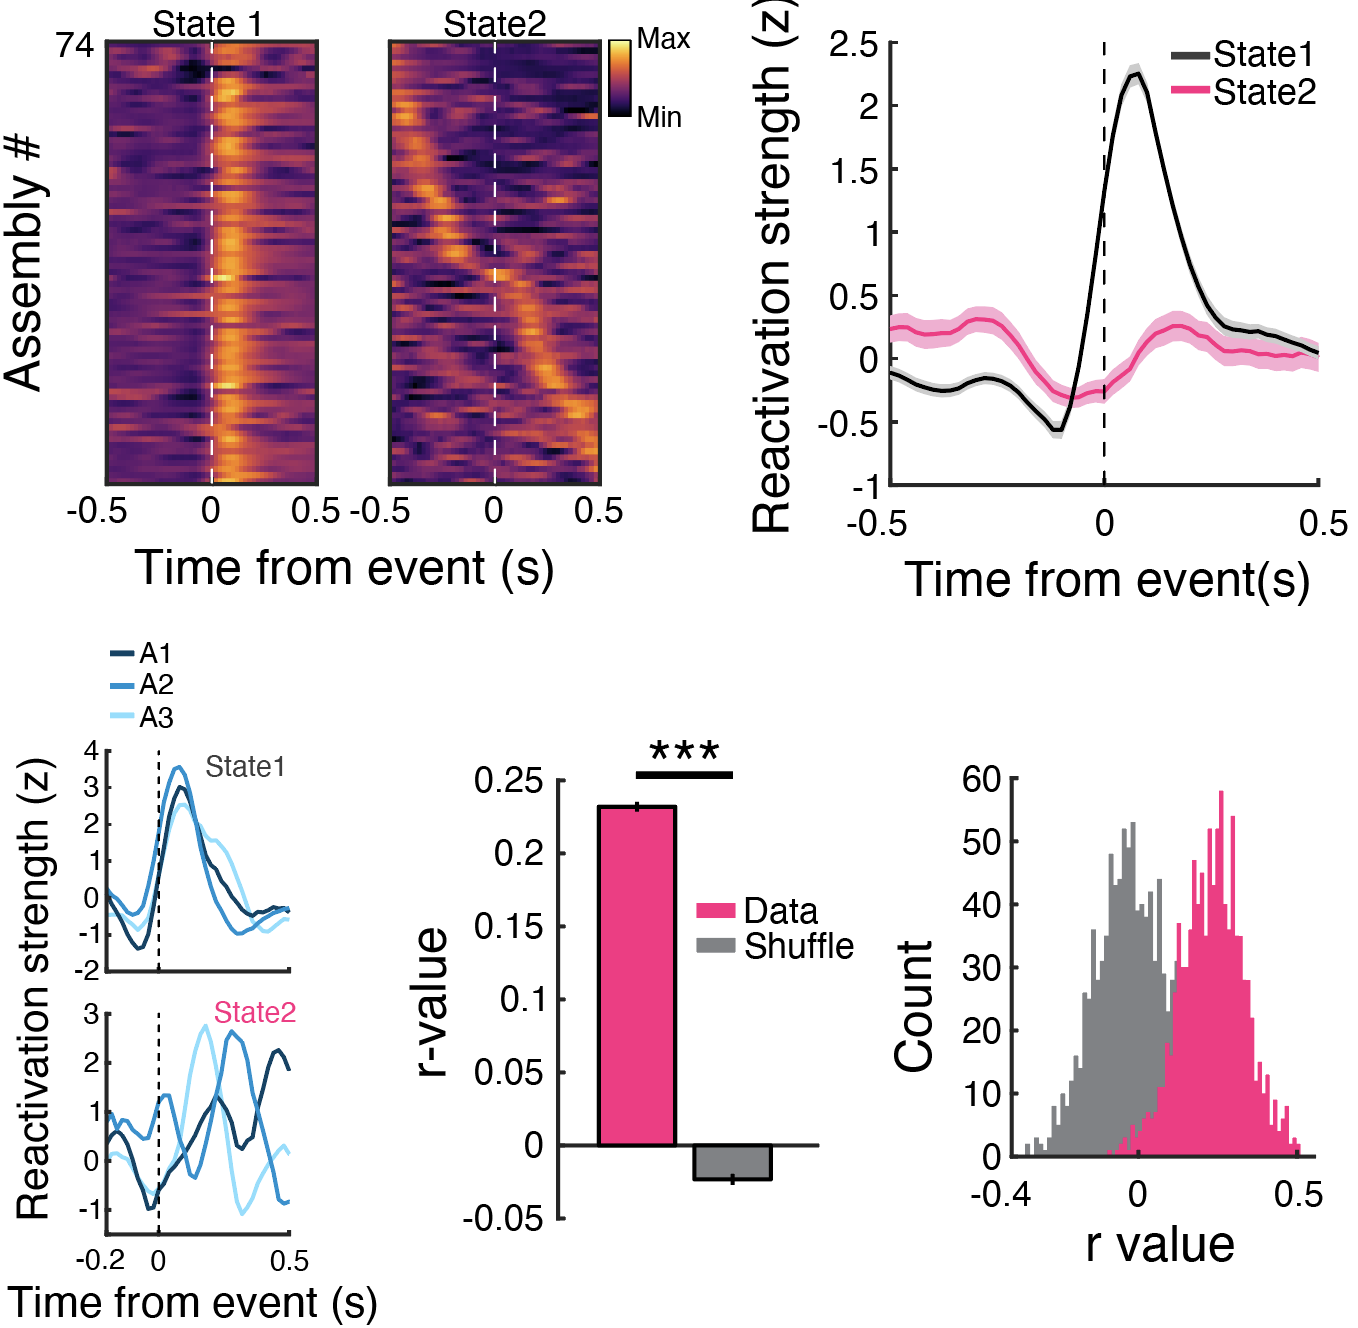 State 1
State2
74
Max
Min
Assembly #
-0.5 0 0.5 -0.5 0 0.5
Time from event (s)
Reactivation strength (z)
2.5
2
1.5
1
0.5
0
-0.5
-1
State1
State2
-0.5 0 0.5
Time from event(s)
A1
A2
A3
Reactivation strength (z)
4
3
2
1
0
-1
-2
State1
3
2
1
0
-1
State2
-0.2 0 0.5
Time from event (s)
r-value
0.25
0.2
0.15
0.1
0.05
0
-0.05
***
Data
Shuffle
Count
60
50
40
30
20
10
0
-0.4 0 0.5
r value